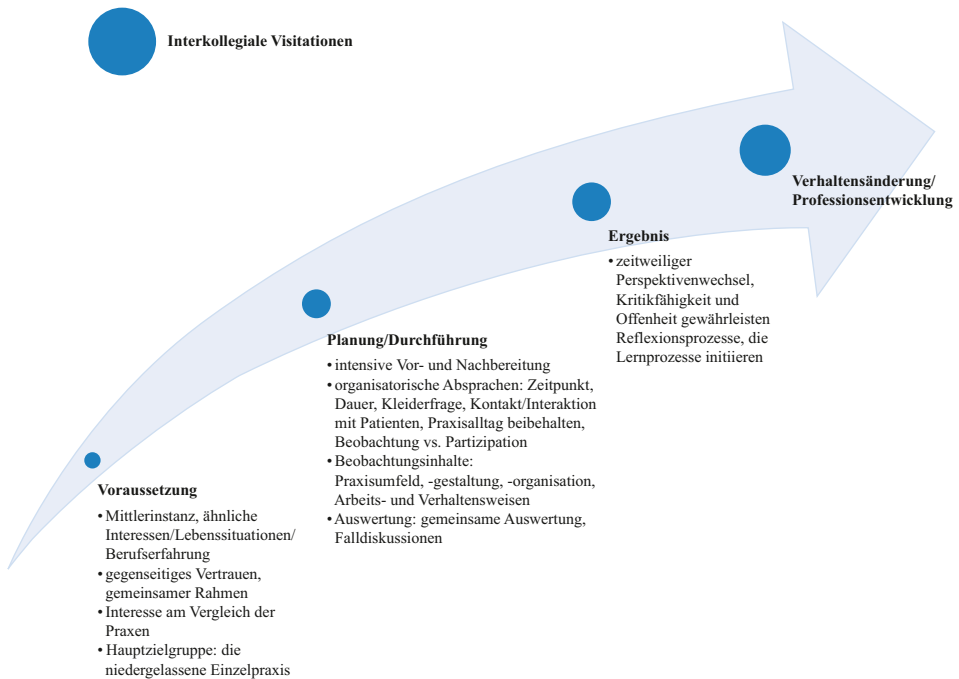 Interkollegiale Visitationen
Verhaltensänderung/
Professionsentwicklung
Ergebnis
• zeitweiliger
Perspektivenwechsel,
Kritikfähigkeit und
Offenheit gewährleisten
Reflexionsprozesse, die
Lernprozesse initiieren
Planung/Durchführung
• intensive Vor- und Nachbereitung
• organisatorische Absprachen: Zeitpunkt,
Dauer, Kleiderfrage, Kontakt/Interaktion
mit Patienten, Praxisalltag beibehalten,
Beobachtung vs. Partizipation
• Beobachtungsinhalte:
Praxisumfeld, -gestaltung, -organisation,
Arbeits- und Verhaltensweisen
• Auswertung: gemeinsame Auswertung,
Falldiskussionen
Voraussetzung
• Mittlerinstanz, ähnliche
Interessen/Lebenssituationen/
Berufserfahrung
• gegenseitiges Vertrauen,
gemeinsamer Rahmen
• Interesse am Vergleich der
Praxen
• Hauptzielgruppe: die
niedergelassene Einzelpraxis